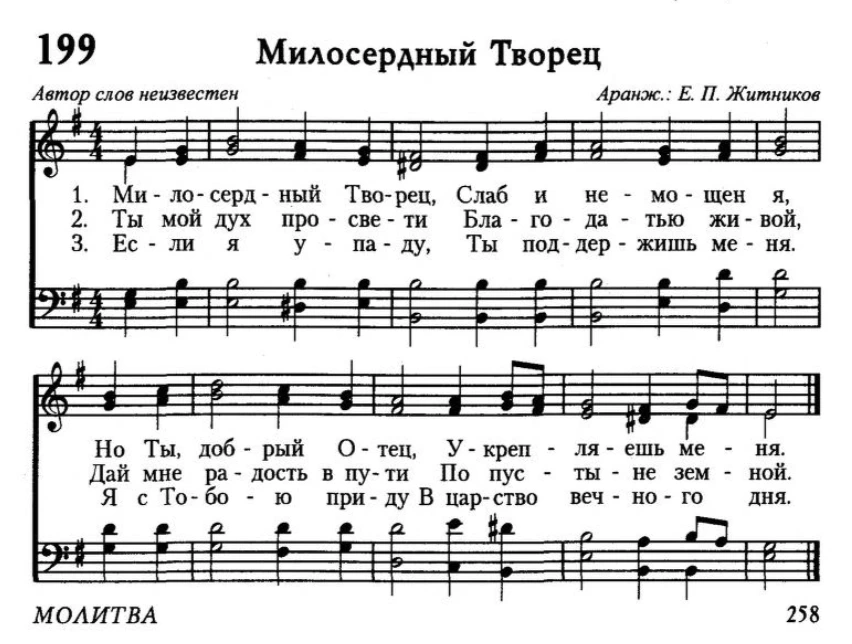 199
Милосердный Творец
Автор слов неизвестен
Аранж.: Е. П. Житников
1. Ми - ло - серд - ный Тво - рец, Слаб и не - мо - щен я,
2. Ты мой дух про - све - ти Бла - го - да - тью жи - вой,
3. Ес - ли я у - па - ду, Ты под - дер - жишь ме - ня.
Но Ты, доб - рый О - тец, У - креп - ля - ешь ме - ня.
Дай мне ра - дость в пу - ти По пус - ты - не зем - ной.
Я с То - бо - ю при - ду В цар - ство веч - но - го дня.
МОЛИТВА
258